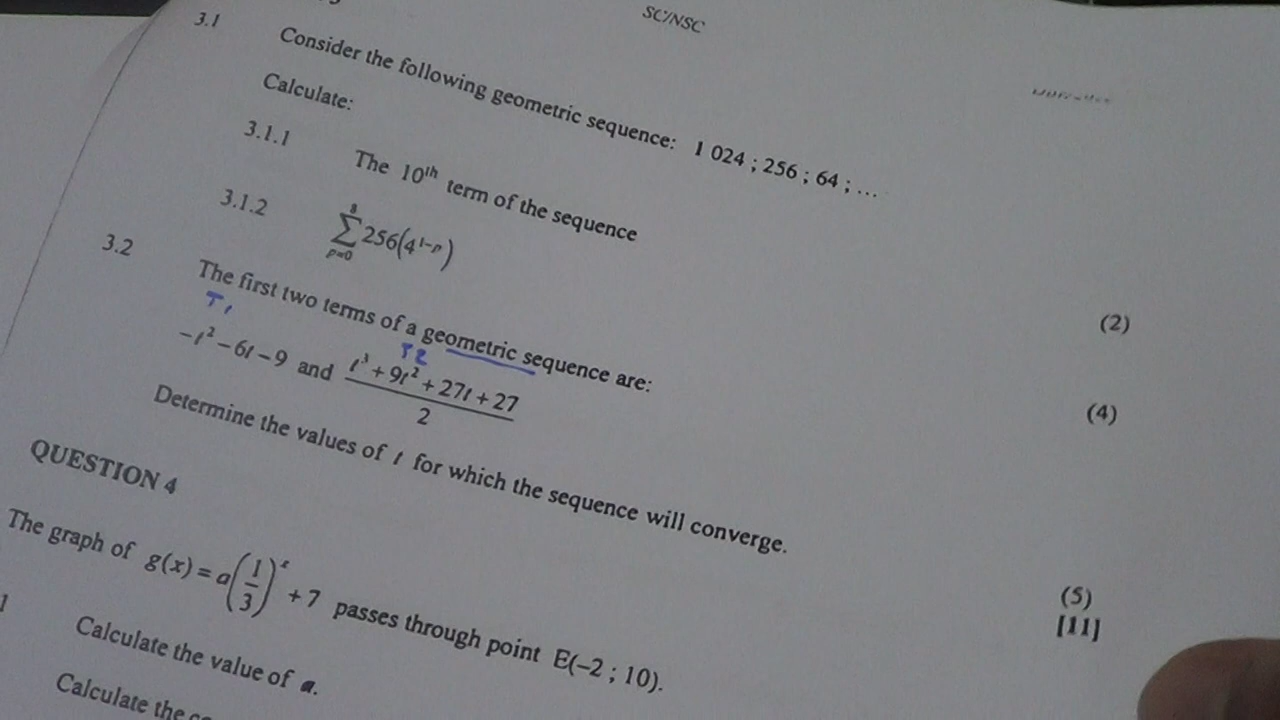 SC/NSC
3.1 Consider the following geometric sequence: 1 024 ; 256 ; 64 ; ...
Calculate:
3.1.1 The 10th term of the sequence (2)
3.1.2 ∑ 8 p=0 256(4^(1-p)) (4)
3.2 The first two terms of a geometric sequence are:
T1 T2
-t² - 6t - 9 and (t³ + 9t² + 27t + 27)/2
Determine the values of t for which the sequence will converge. (5)
[11]
QUESTION 4
The graph of g(x) = a(1/3)^x + 7 passes through point E(-2 ; 10).
1 Calculate the value of a.
Calculate the